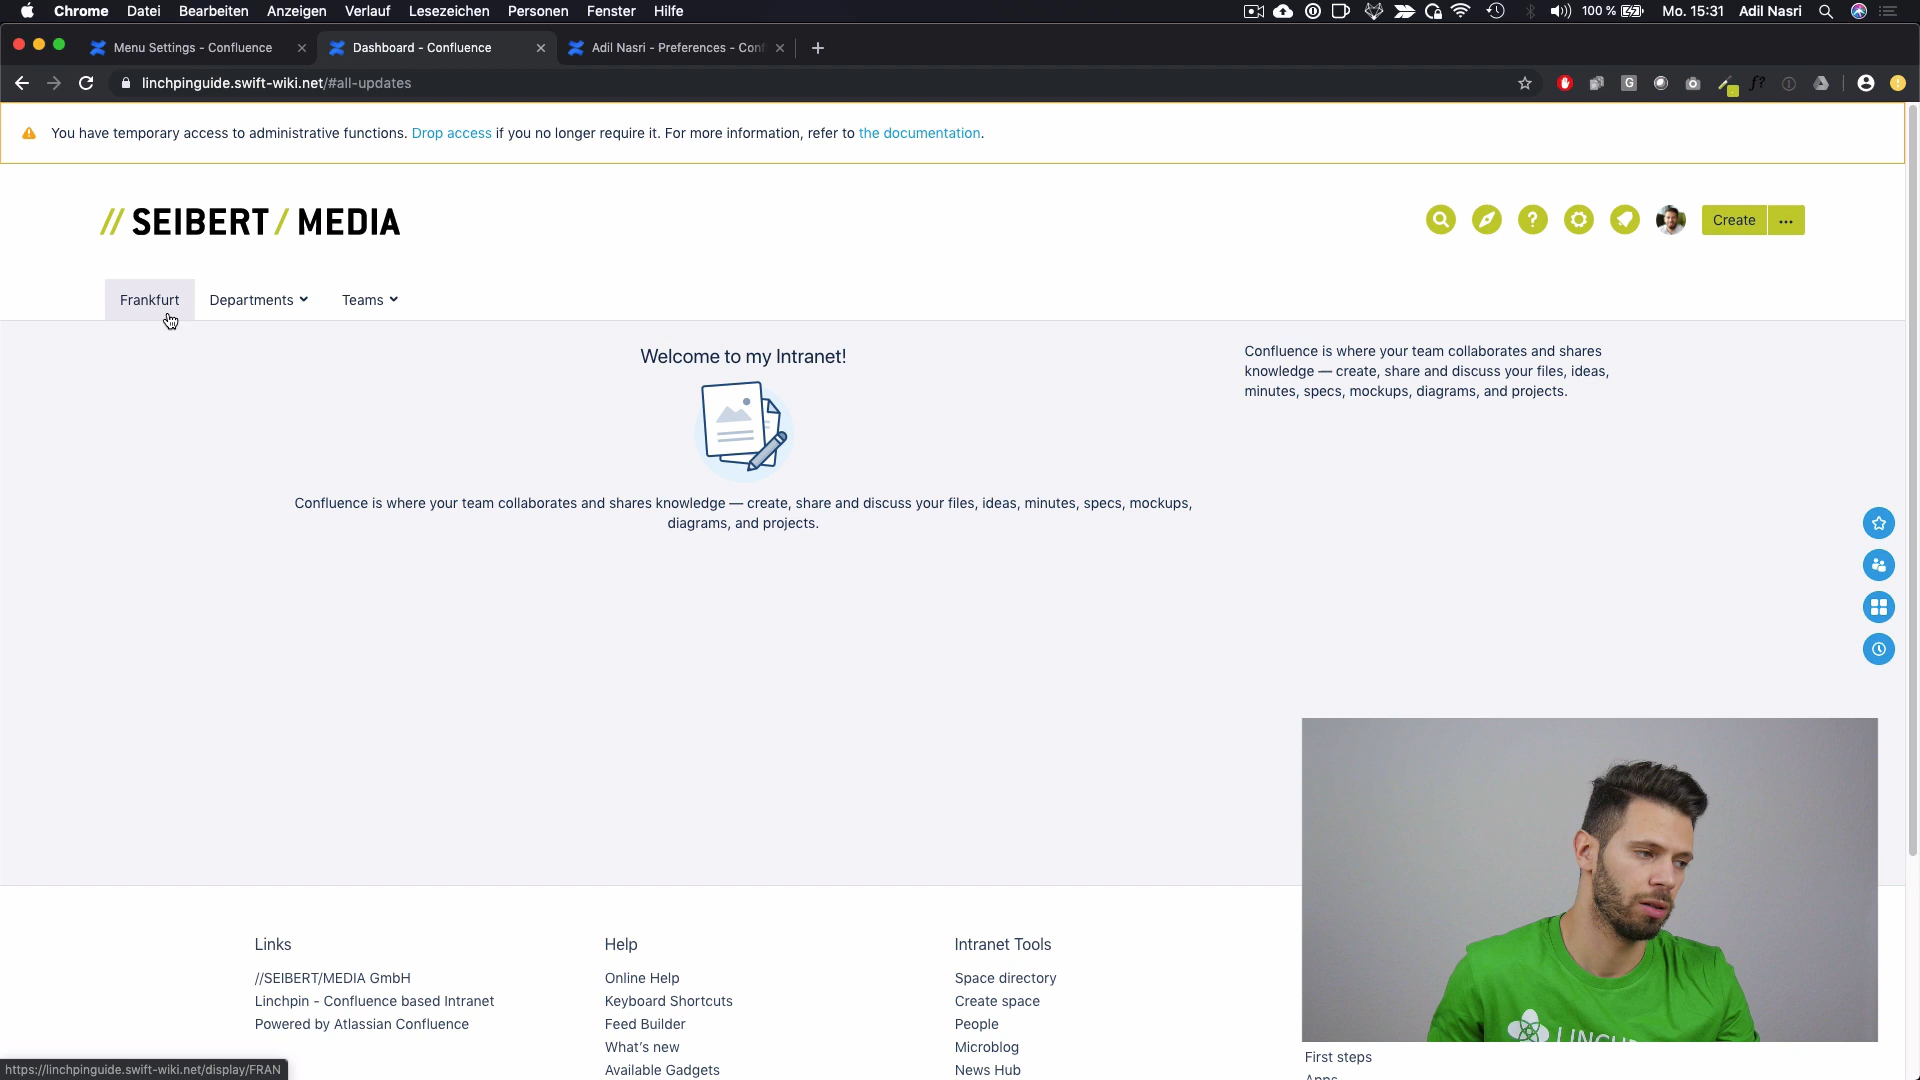 Chrome Datei Bearbeiten Anzeigen Verlauf Lesezeichen Personen Fenster Hilfe 100 % Mo. 15:31 Adil Nasri
Menu Settings - Confluence Dashboard - Confluence Adil Nasri - Preferences - Conf
linchpinguide.swift-wiki.net/#all-updates
You have temporary access to administrative functions. Drop access if you no longer require it. For more information, refer to the documentation.
// SEIBERT / MEDIA
Create ...
Frankfurt Departments Teams
Welcome to my Intranet!
Confluence is where your team collaborates and shares
knowledge — create, share and discuss your files, ideas,
minutes, specs, mockups, diagrams, and projects.
Confluence is where your team collaborates and shares knowledge — create, share and discuss your files, ideas, minutes, specs, mockups,
diagrams, and projects.
Links Help Intranet Tools
//SEIBERT/MEDIA GmbH Online Help Space directory
Linchpin - Confluence based Intranet Keyboard Shortcuts Create space
Powered by Atlassian Confluence Feed Builder People
What's new Microblog
First steps
Available Gadgets News Hub
https://linchpinguide.swift-wiki.net/display/FRAN